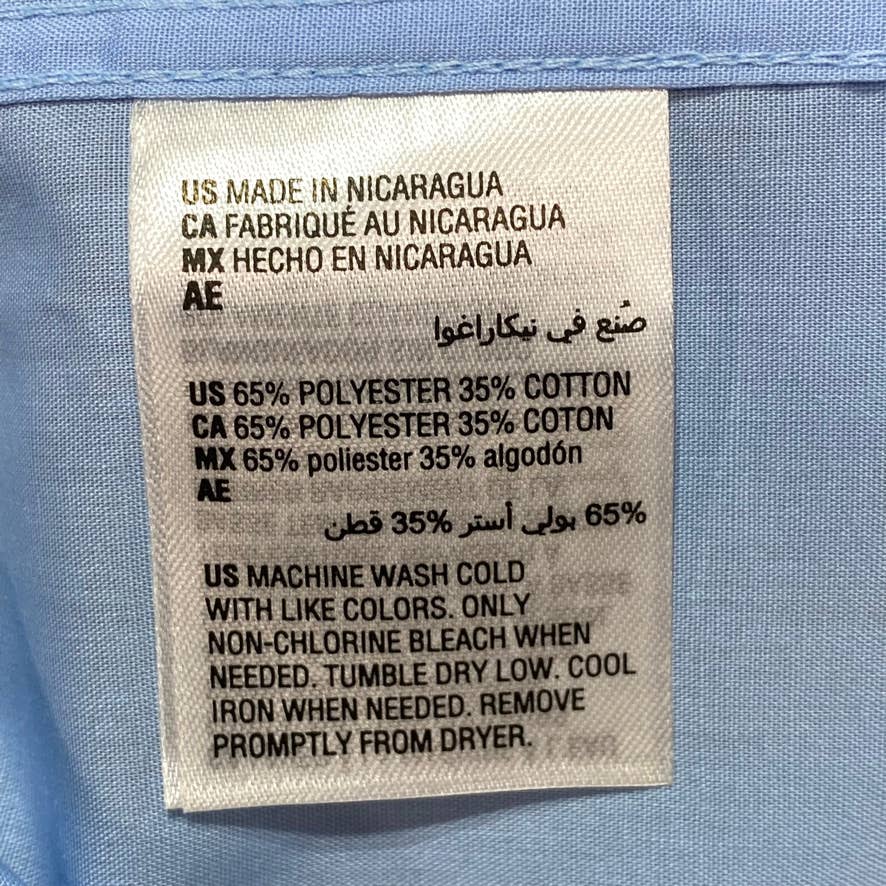 US MADE IN NICARAGUA
CA FABRIQUÉ AU NICARAGUA
MX HECHO EN NICARAGUA
AE
صُنع في نيكاراغوا
US 65% POLYESTER 35% COTTON
CA 65% POLYESTER 35% COTON
MX 65% poliester 35% algodón
AE
65% بولي أستر 35% قطن
US MACHINE WASH COLD
WITH LIKE COLORS. ONLY
NON-CHLORINE BLEACH WHEN
NEEDED. TUMBLE DRY LOW. COOL
IRON WHEN NEEDED. REMOVE
PROMPTLY FROM DRYER.